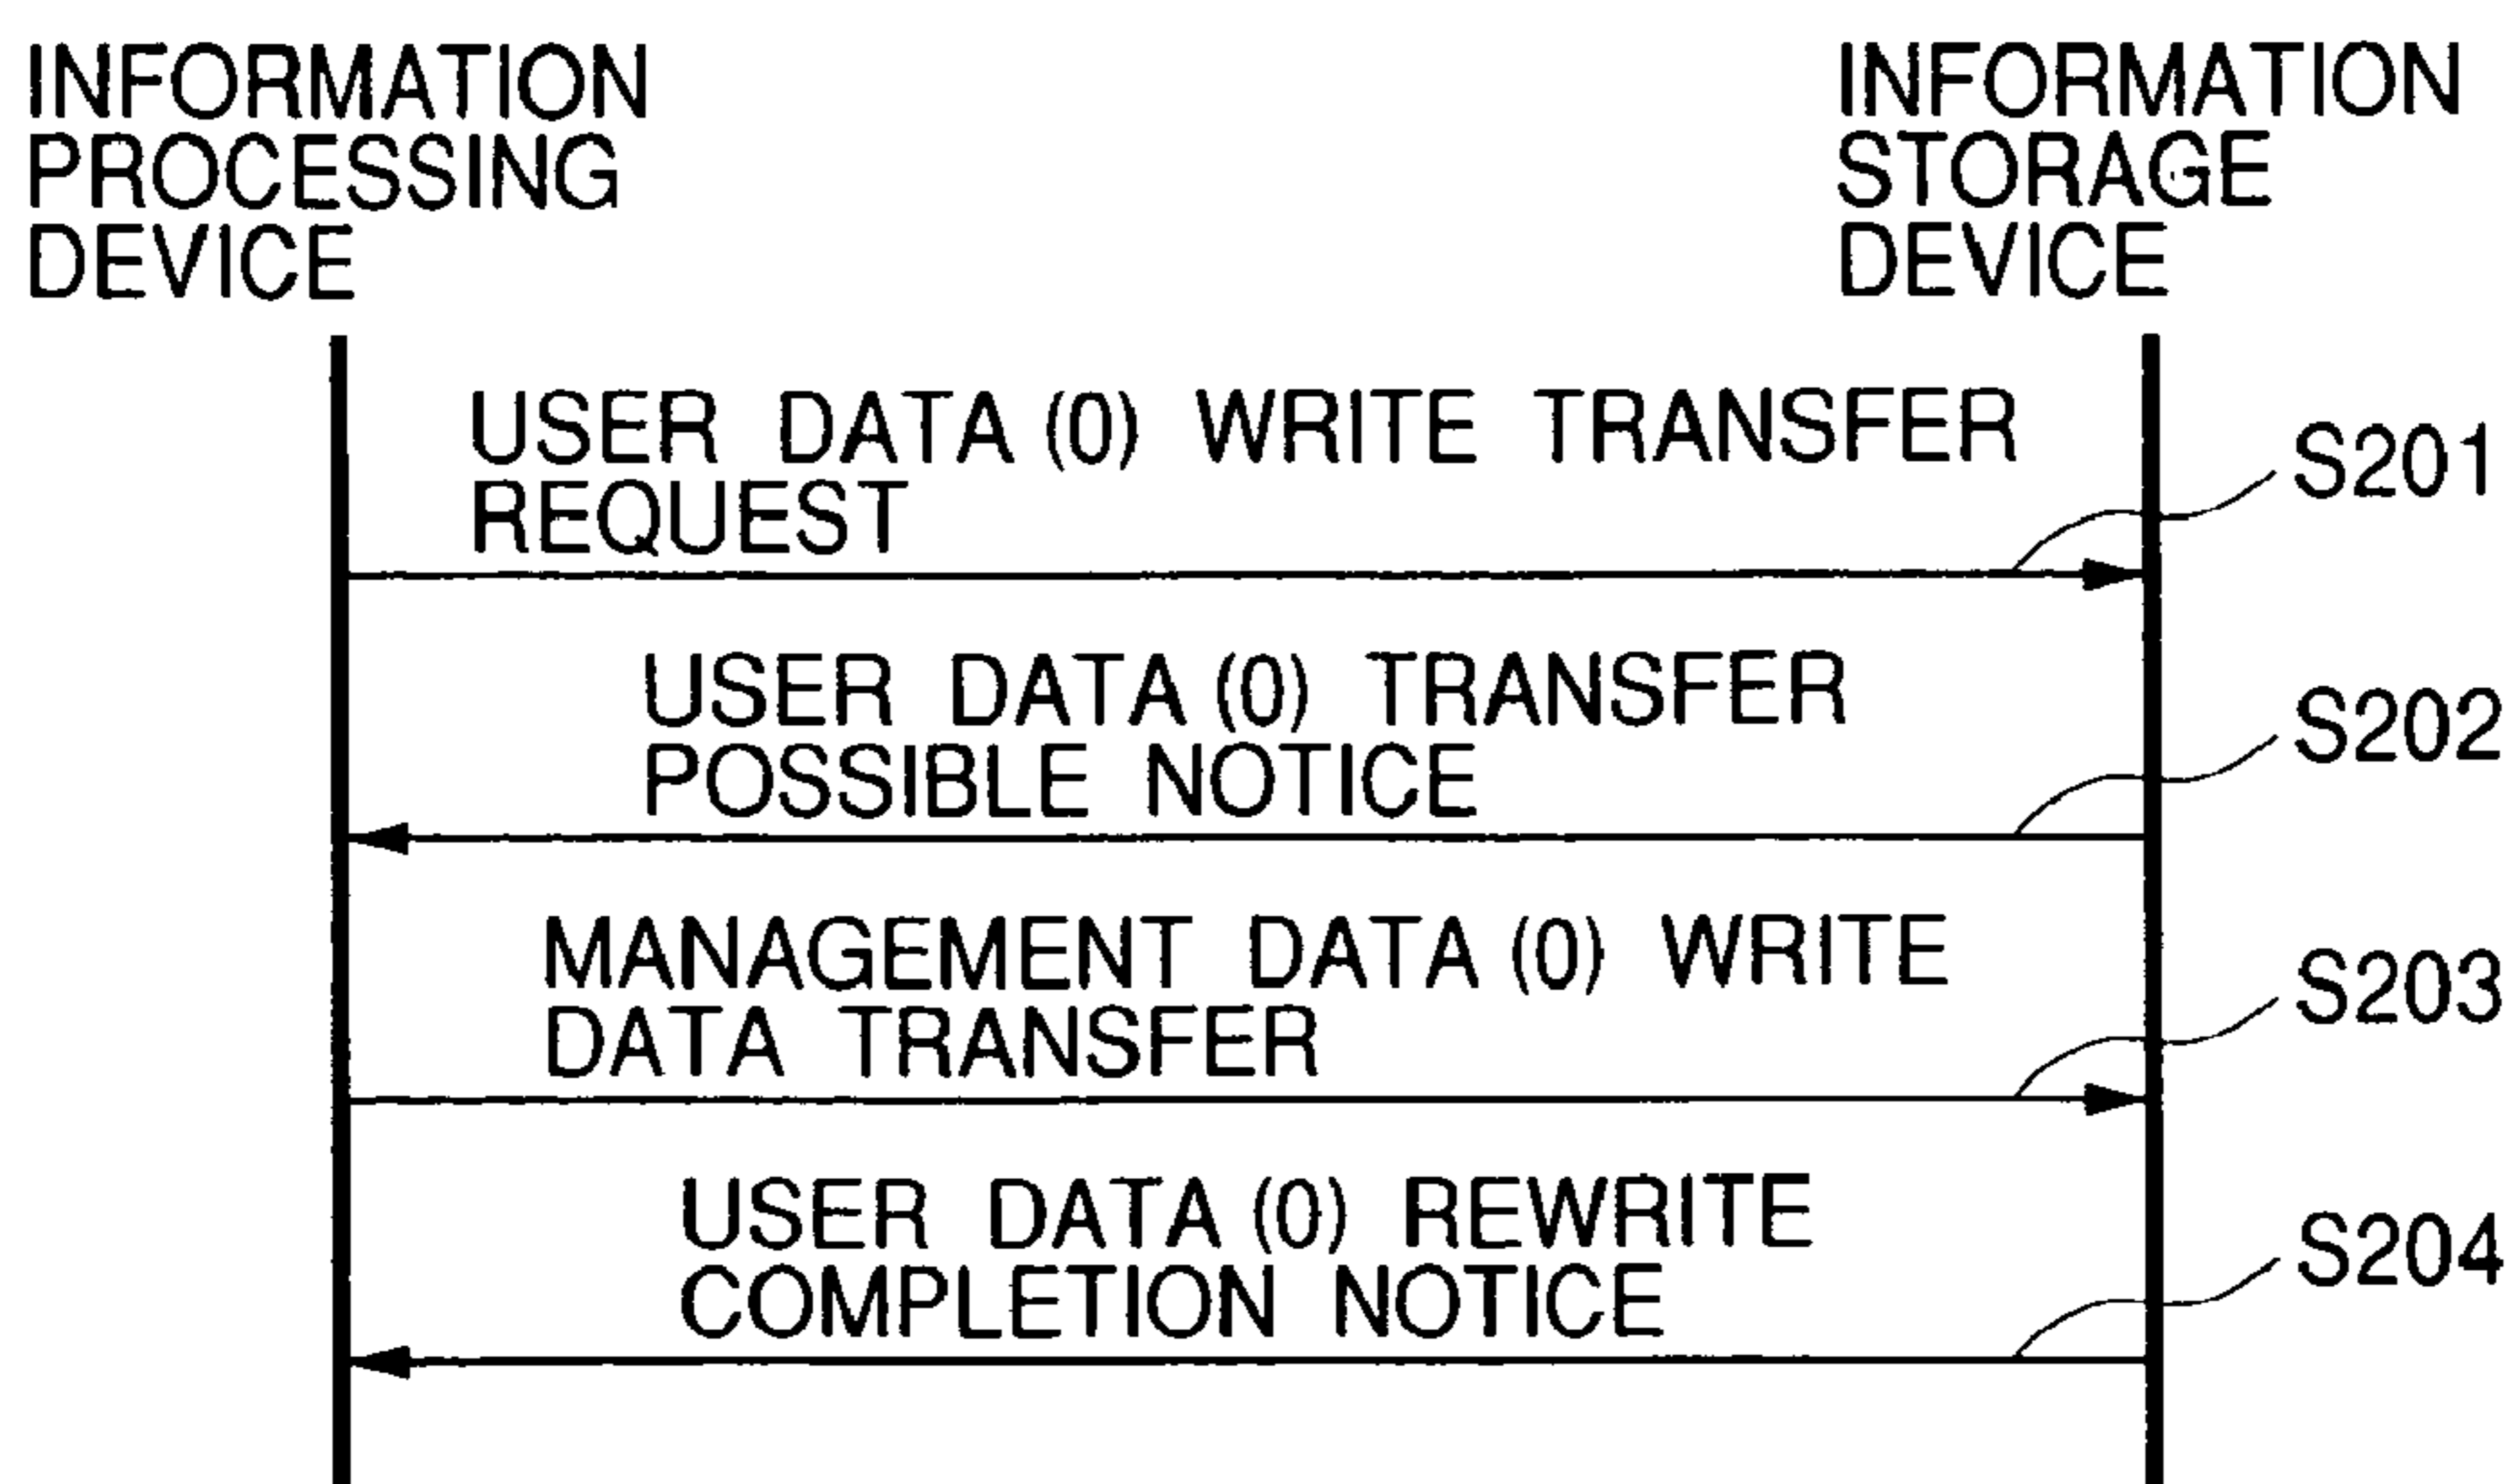 INFORMATION
PROCESSING
DEVICE
INFORMATION
STORAGE
DEVICE
USER DATA (0) WRITE TRANSFER
REQUEST
S201
USER DATA (0) TRANSFER
POSSIBLE NOTICE
S202
MANAGEMENT DATA (0) WRITE
DATA TRANSFER
S203
USER DATA (0) REWRITE
COMPLETION NOTICE
S204